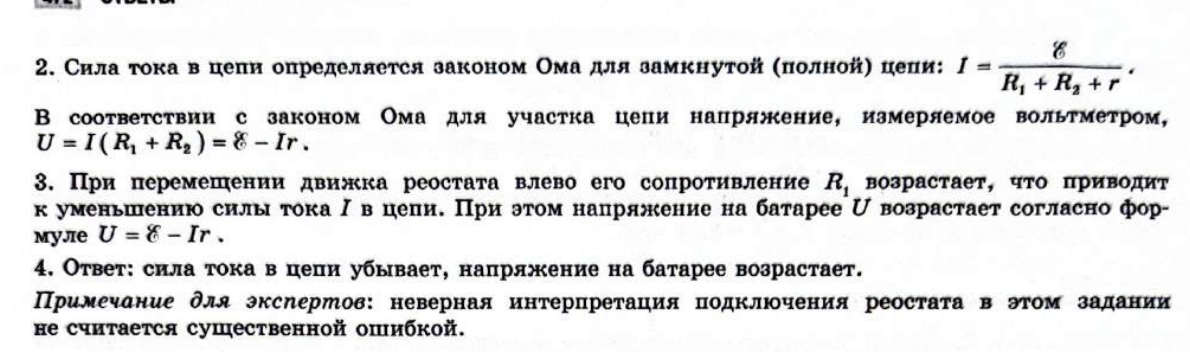 472 ОТВЕТЫ
2. Сила тока в цепи определяется законом Ома для замкнутой (полной) цепи: I = ℰ / (R₁ + R₂ + r).
В соответствии с законом Ома для участка цепи напряжение, измеряемое вольтметром,
U = I(R₁ + R₂) = ℰ – Ir.
3. При перемещении движка реостата влево его сопротивление R₁ возрастает, что приводит
к уменьшению силы тока I в цепи. При этом напряжение на батарее U возрастает согласно фор-
муле U = ℰ – Ir.
4. Ответ: сила тока в цепи убывает, напряжение на батарее возрастает.
Примечание для экспертов: неверная интерпретация подключения реостата в этом задании
не считается существенной ошибкой.